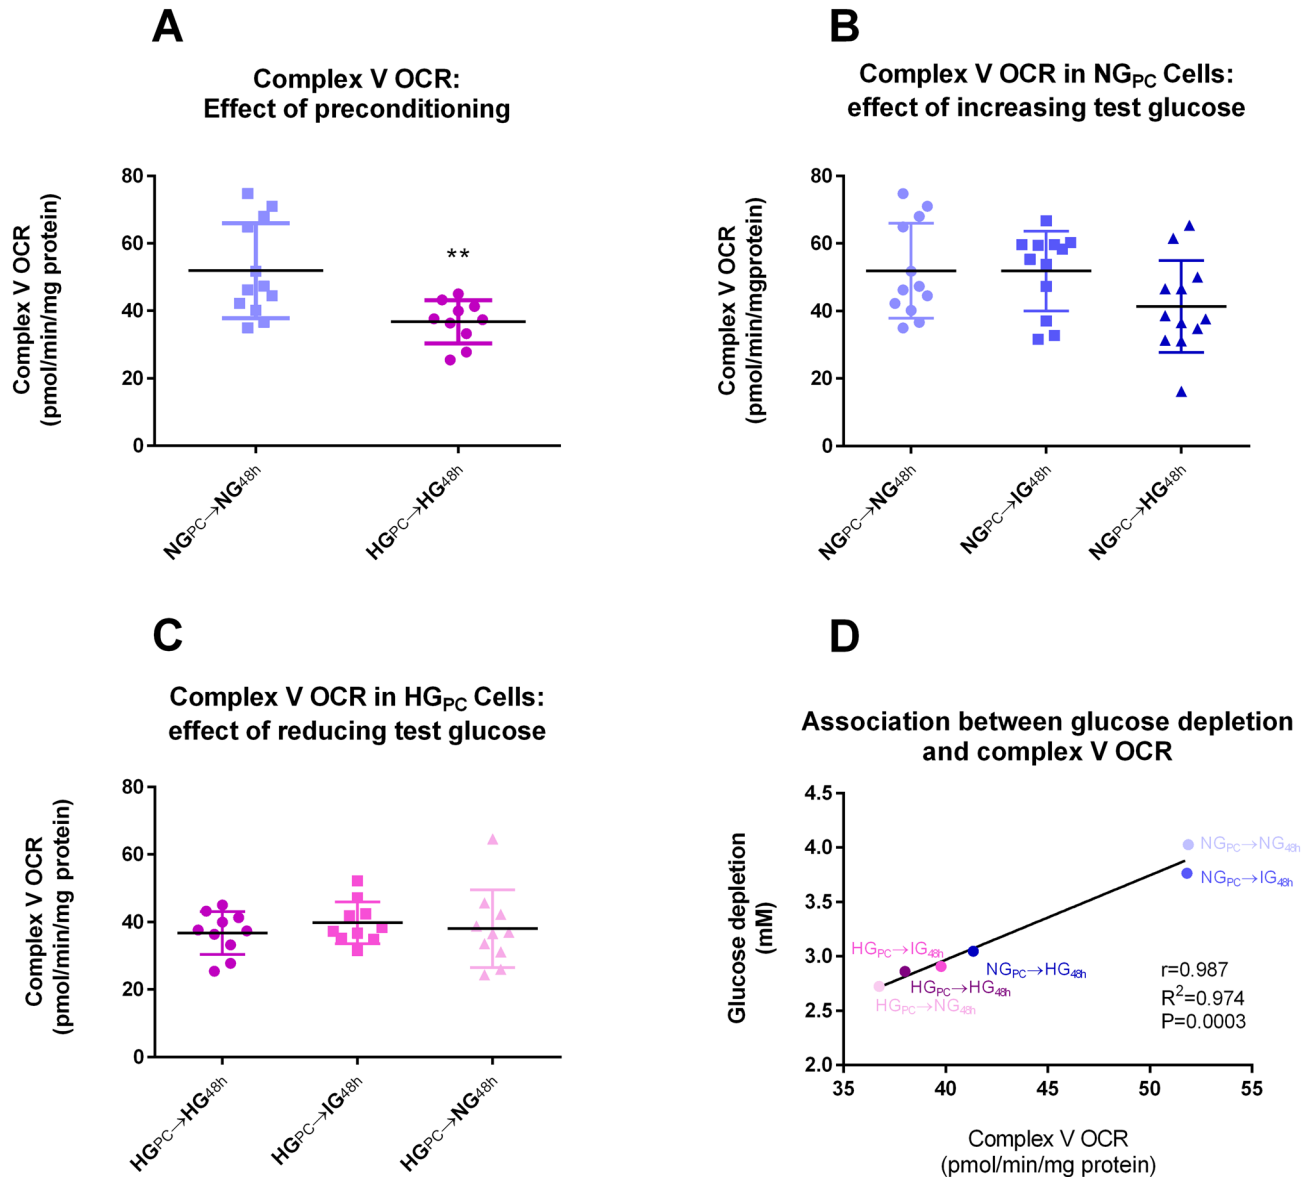 A
Complex V OCR:
Effect of preconditioning
Complex V OCR
(pmol/min/mg protein)
80
60
40
20
0
**
NGPC→NG48h
HGPC→HG48h
B
Complex V OCR in NGPC Cells:
effect of increasing test glucose
Complex V OCR
(pmol/min/mgprotein)
80
60
40
20
0
NGPC→NG48h
NGPC→IG48h
NGPC→HG48h
C
Complex V OCR in HGPC Cells:
effect of reducing test glucose
Complex V OCR
(pmol/min/mg protein)
80
60
40
20
0
HGPC→HG48h
HGPC→IG48h
HGPC→NG48h
D
Association between glucose depletion
and complex V OCR
Glucose depletion
(mM)
4.5
4.0
3.5
3.0
2.5
2.0
NGPC→NG48h
NGPC→IG48h
HGPC→IG48h
NGPC→HG48h
HGPC→HG48h
HGPC→NG48h
r=0.987
R²=0.974
P=0.0003
35
40
45
50
55
Complex V OCR
(pmol/min/mg protein)